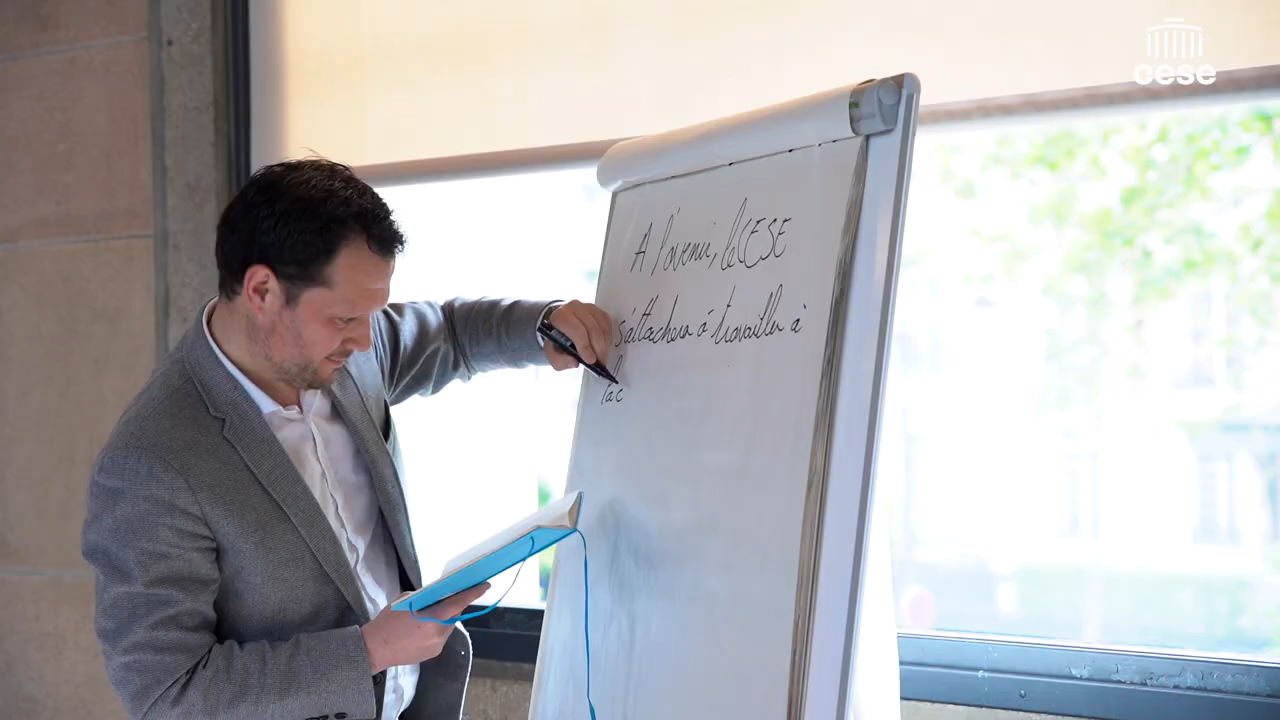 cese
A l'avenir, le CESE
s'attachera à travailler à
l'ac